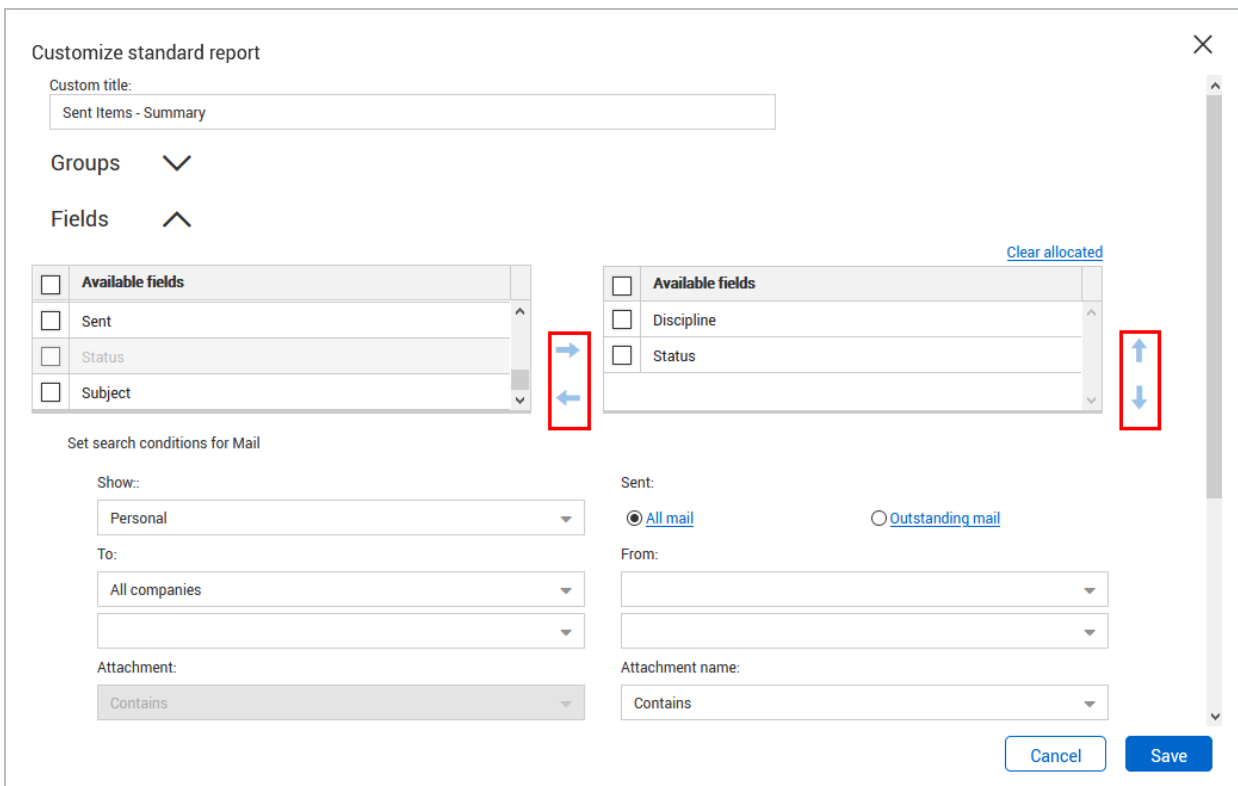 Customize standard report
Custom title:
Sent Items - Summary
Groups
Fields
Clear allocated
Available fields
Sent
Status
Subject
Available fields
Discipline
Status
Set search conditions for Mail
Show::
Sent:
Personal
All mail
Outstanding mail
To:
From:
All companies
Attachment:
Attachment name:
Contains
Contains
Cancel
Save